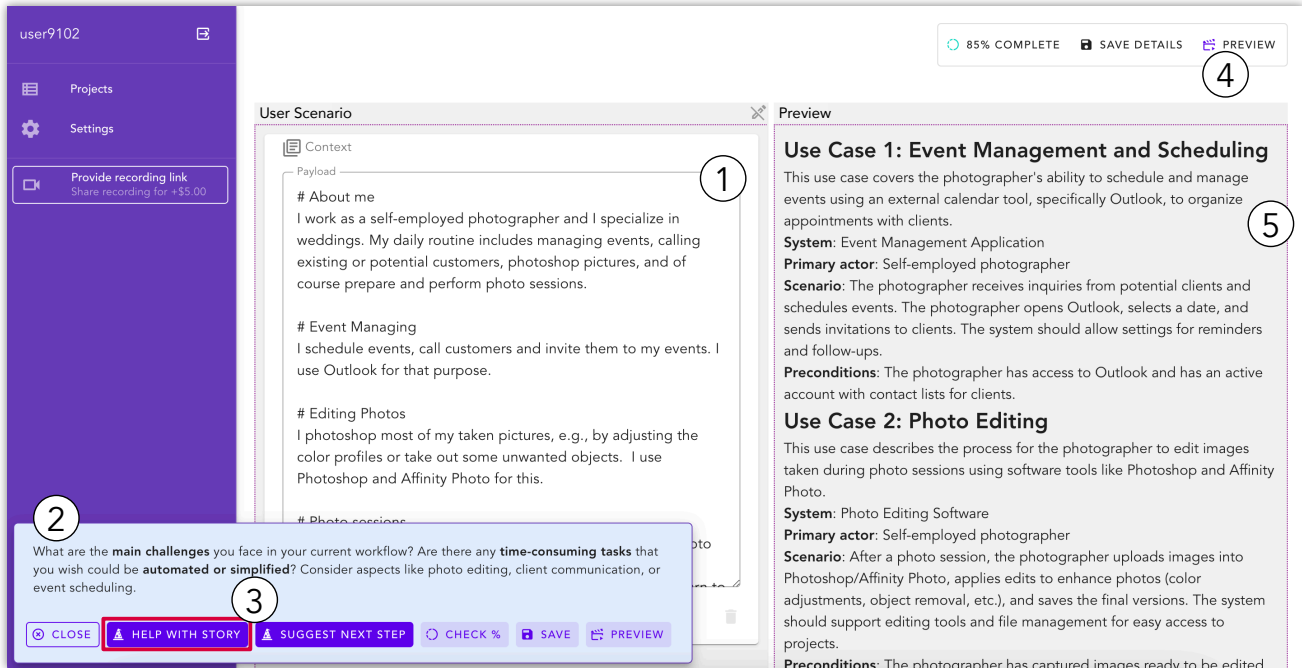 user9102
Projects
Settings
Provide recording link
Share recording for +$5.00
85% COMPLETE
SAVE DETAILS
PREVIEW
4
User Scenario
Context
Payload
1
# About me
I work as a self-employed photographer and I specialize in
weddings. My daily routine includes managing events, calling
existing or potential customers, photoshop pictures, and of
course prepare and perform photo sessions.
# Event Managing
I schedule events, call customers and invite them to my events. I
use Outlook for that purpose.
# Editing Photos
I photoshop most of my taken pictures, e.g., by adjusting the
color profiles or take out some unwanted objects.  I use
Photoshop and Affinity Photo for this.
# Photo sessions
2
What are the main challenges you face in your current workflow? Are there any time-consuming tasks that
you wish could be automated or simplified? Consider aspects like photo editing, client communication, or
event scheduling.
3
CLOSE
HELP WITH STORY
SUGGEST NEXT STEP
CHECK %
SAVE
PREVIEW
Preview
Use Case 1: Event Management and Scheduling
This use case covers the photographer's ability to schedule and manage
events using an external calendar tool, specifically Outlook, to organize
appointments with clients.
5
System: Event Management Application
Primary actor: Self-employed photographer
Scenario: The photographer receives inquiries from potential clients and
schedules events. The photographer opens Outlook, selects a date, and
sends invitations to clients. The system should allow settings for reminders
and follow-ups.
Preconditions: The photographer has access to Outlook and has an active
account with contact lists for clients.
Use Case 2: Photo Editing
This use case describes the process for the photographer to edit images
taken during photo sessions using software tools like Photoshop and Affinity
Photo.
System: Photo Editing Software
Primary actor: Self-employed photographer
Scenario: After a photo session, the photographer uploads images into
Photoshop/Affinity Photo, applies edits to enhance photos (color
adjustments, object removal, etc.), and saves the final versions. The system
should support editing tools and file management for easy access to
projects.
Preconditions: The photographer has captured images ready to be edited